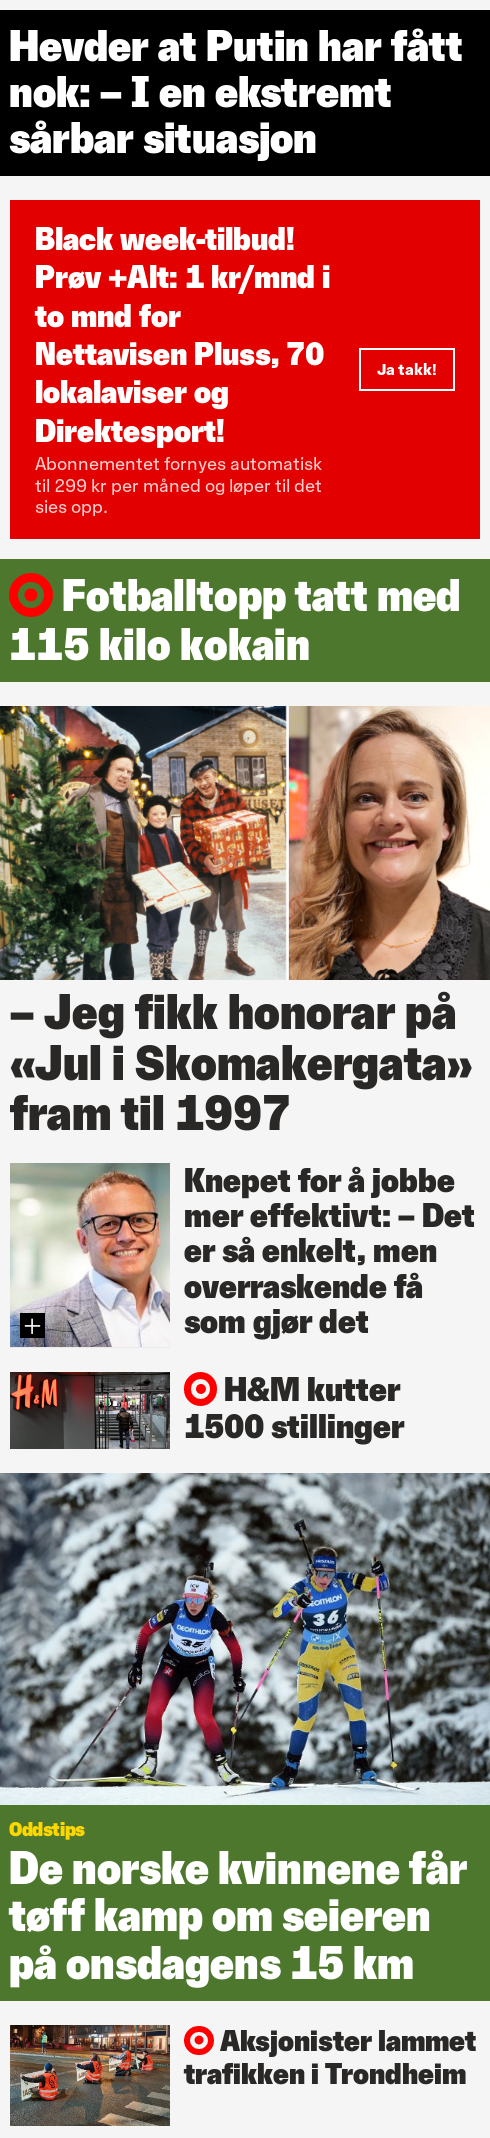 Hevder at Putin har fått
nok: – I en ekstremt
sårbar situasjon
Black week-tilbud!
Prøv +Alt: 1 kr/mnd i
to mnd for
Nettavisen Pluss, 70
lokalaviser og
Direktesport!
Ja takk!
Abonnementet fornyes automatisk
til 299 kr per måned og løper til det
sies opp.
Fotballtopp tatt med
115 kilo kokain
– Jeg fikk honorar på
«Jul i Skomakergata»
fram til 1997
Knepet for å jobbe
mer effektivt: – Det
er så enkelt, men
overraskende få
som gjør det
H&M
H&M kutter
1500 stillinger
DECATHLON
36
DECATHLON
35
Oddstips
De norske kvinnene får
tøff kamp om seieren
på onsdagens 15 km
Aksjonister lammet
trafikken i Trondheim